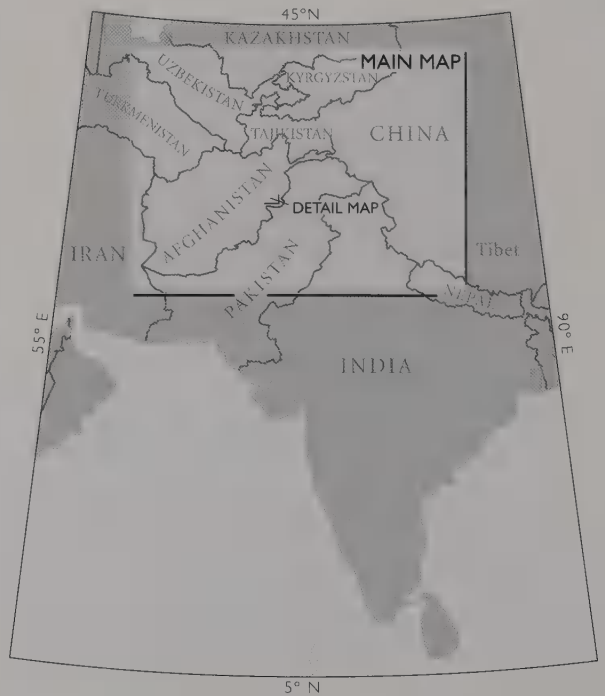 45°N
KAZAKHSTAN
MAIN MAP
UZBEKISTAN
KYRGYZSTAN
TURKMENISTAN
TAJIKISTAN
CHINA
AFGHANISTAN
DETAIL MAP
IRAN
PAKISTAN
Tibet
NEPAL
55° E
90° E
INDIA
5° N